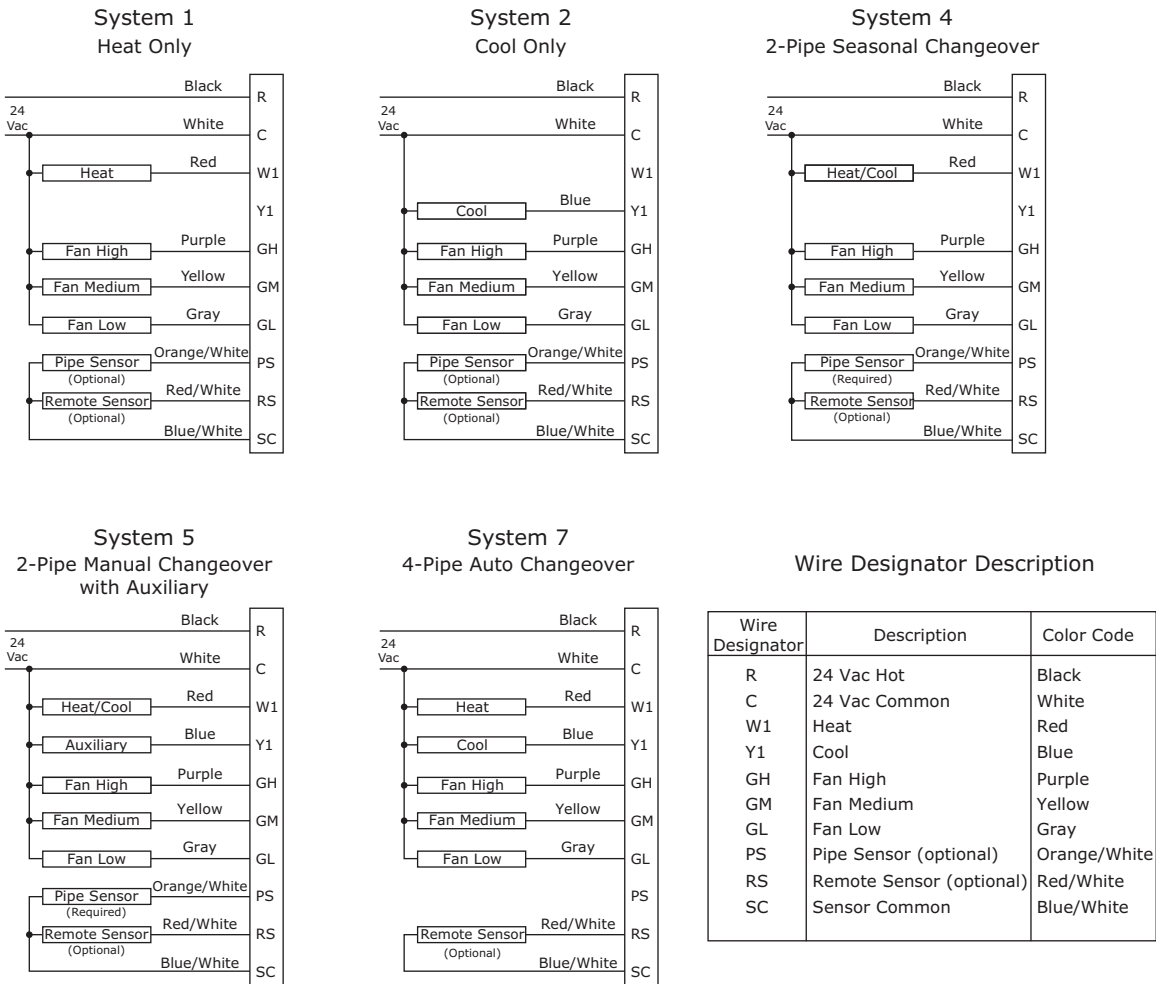 System 1
Heat Only
24
Vac
Black
R
White
C
Heat
Red
W1
Y1
Fan High
Purple
GH
Fan Medium
Yellow
GM
Fan Low
Gray
GL
Pipe Sensor
(Optional)
Orange/White
PS
Remote Sensor
(Optional)
Red/White
RS
Blue/White
SC
System 2
Cool Only
24
Vac
Black
R
White
C
W1
Cool
Blue
Y1
Fan High
Purple
GH
Fan Medium
Yellow
GM
Fan Low
Gray
GL
Pipe Sensor
(Optional)
Orange/White
PS
Remote Sensor
(Optional)
Red/White
RS
Blue/White
SC
System 4
2-Pipe Seasonal Changeover
24
Vac
Black
R
White
C
Heat/Cool
Red
W1
Y1
Fan High
Purple
GH
Fan Medium
Yellow
GM
Fan Low
Gray
GL
Pipe Sensor
(Required)
Orange/White
PS
Remote Sensor
(Optional)
Red/White
RS
Blue/White
SC
System 5
2-Pipe Manual Changeover
with Auxiliary
24
Vac
Black
R
White
C
Heat/Cool
Red
W1
Auxiliary
Blue
Y1
Fan High
Purple
GH
Fan Medium
Yellow
GM
Fan Low
Gray
GL
Pipe Sensor
(Required)
Orange/White
PS
Remote Sensor
(Optional)
Red/White
RS
Blue/White
SC
System 7
4-Pipe Auto Changeover
24
Vac
Black
R
White
C
Heat
Red
W1
Cool
Blue
Y1
Fan High
Purple
GH
Fan Medium
Yellow
GM
Fan Low
Gray
GL
PS
Remote Sensor
(Optional)
Red/White
RS
Blue/White
SC
Wire Designator Description
Wire
Designator
Description
Color Code
R 24 Vac Hot Black
C 24 Vac Common White
W1 Heat Red
Y1 Cool Blue
GH Fan High Purple
GM Fan Medium Yellow
GL Fan Low Gray
PS Pipe Sensor (optional) Orange/White
RS Remote Sensor (optional) Red/White
SC Sensor Common Blue/White